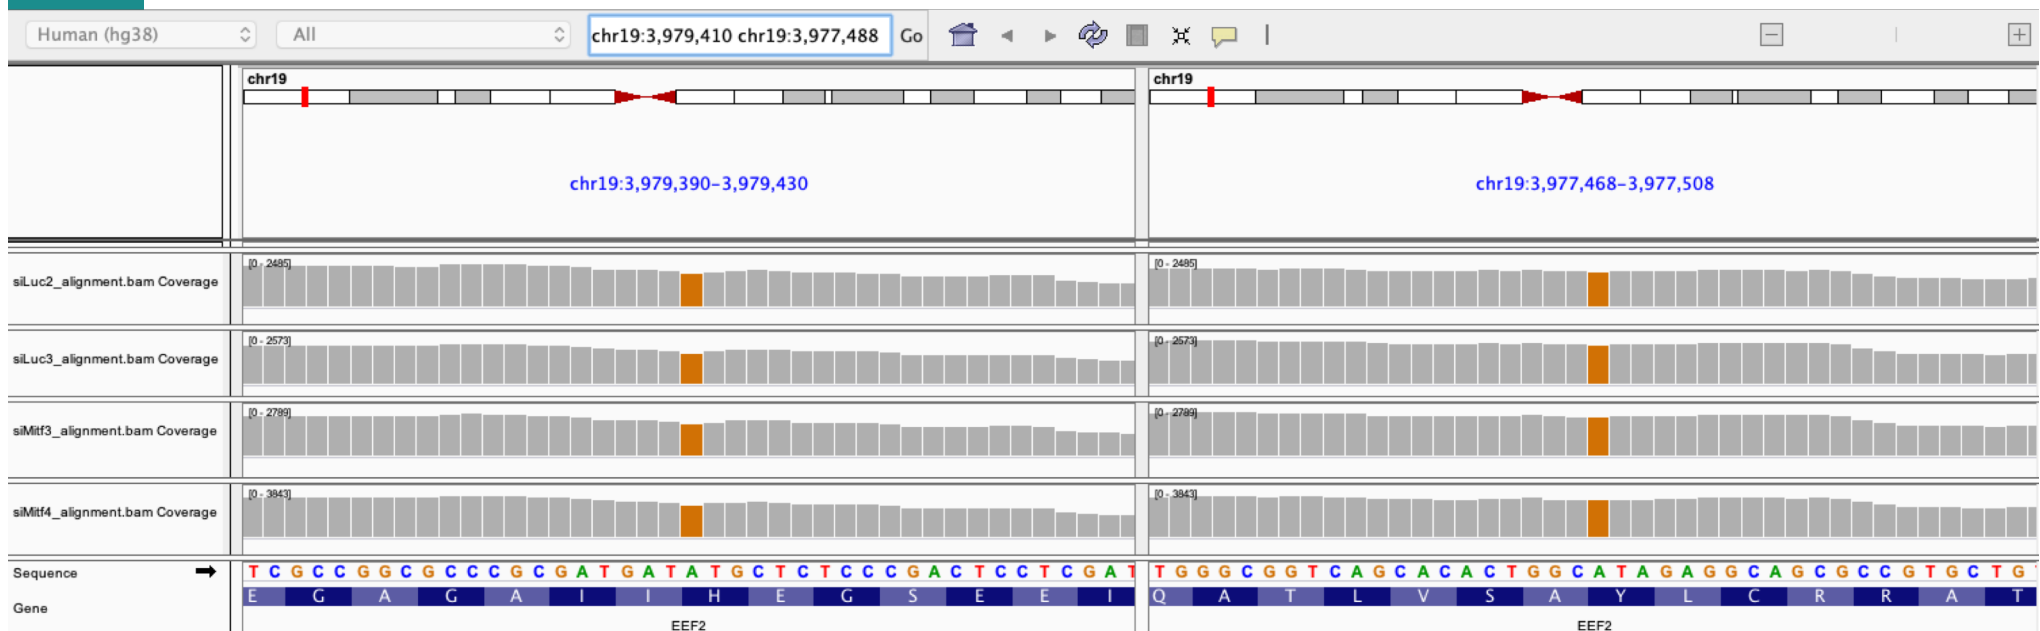 Human (hg38) All chr19:3,979,410 chr19:3,977,488 Go
chr19 chr19
chr19:3,979,390-3,979,430 chr19:3,977,468-3,977,508
siLuc2_alignment.bam Coverage [0 - 2485] [0 - 2485]
siLuc3_alignment.bam Coverage [0 - 2573] [0 - 2573]
siMitf3_alignment.bam Coverage [0 - 2789] [0 - 2789]
siMitf4_alignment.bam Coverage [0 - 3843] [0 - 3843]
Sequence T C G C C G G C G C C C G C G A T G A T A T G C T C T C C C G A C T C C T C G A T T G G G C G G T C A G C A C A C T G G C A T A G A G G C A G C G C C G T G C T G
Gene E G A G A I I H E G S E E I Q A T L V S A Y L C R R A T
EEF2 EEF2